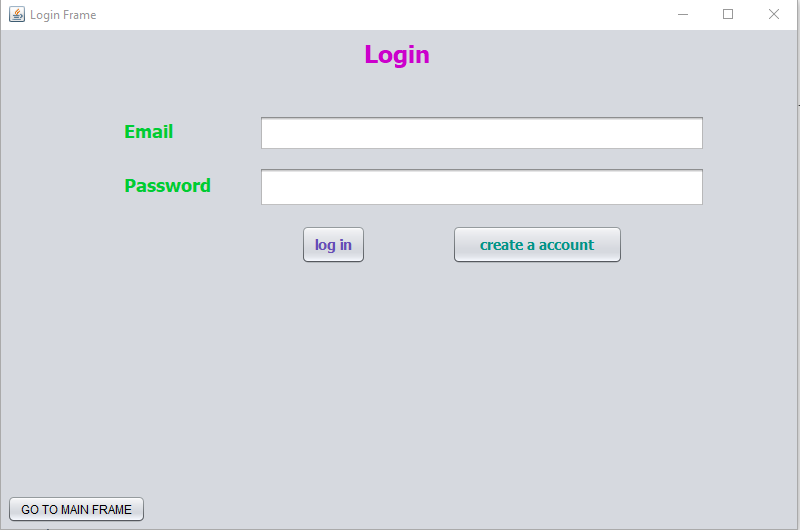 Login Frame
Login
Email
Password
log in
create a account
GO TO MAIN FRAME